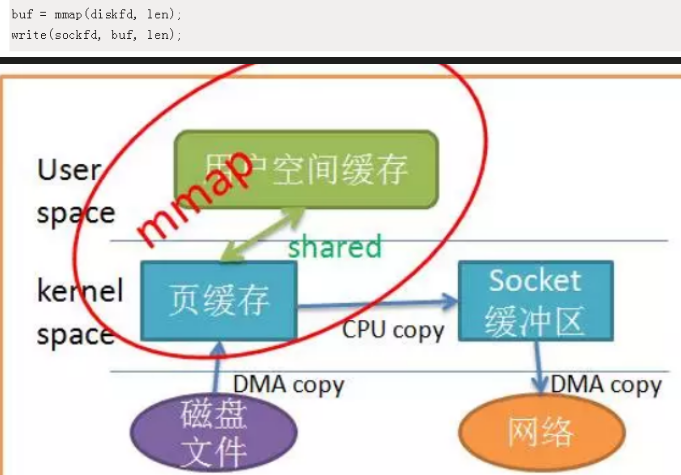 buf = mmap(diskfd, len);
write(sockfd, buf, len);
User
space
用户空间缓存
mmap
shared
kernel
space
页缓存
Socket
缓冲区
CPU copy
DMA copy
DMA copy
磁盘
文件
网络